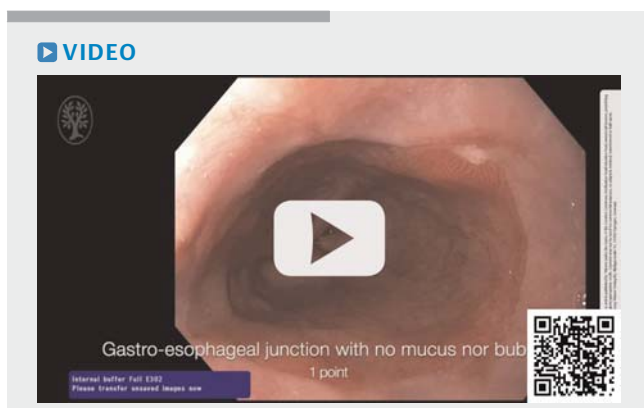 VIDEO
Gastro-esophageal junction with no mucus nor bub
1 point
Internal buffer Full E302
Please transfer unsaved images now